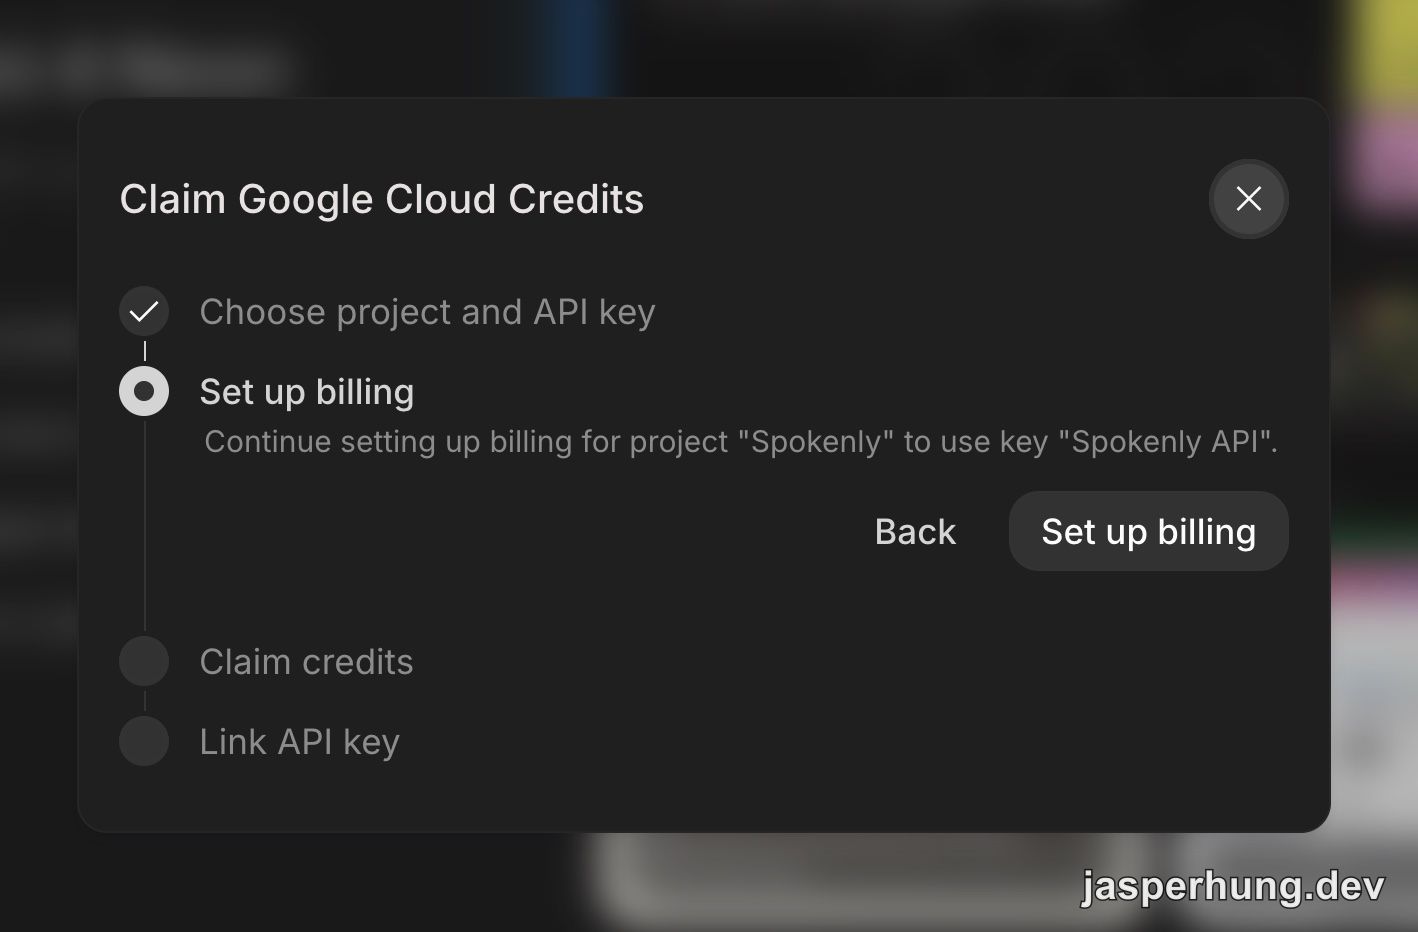 Claim Google Cloud Credits
Choose project and API key
Set up billing
Continue setting up billing for project "Spokenly" to use key "Spokenly API".
Back
Set up billing
Claim credits
Link API key
jasperhung.dev